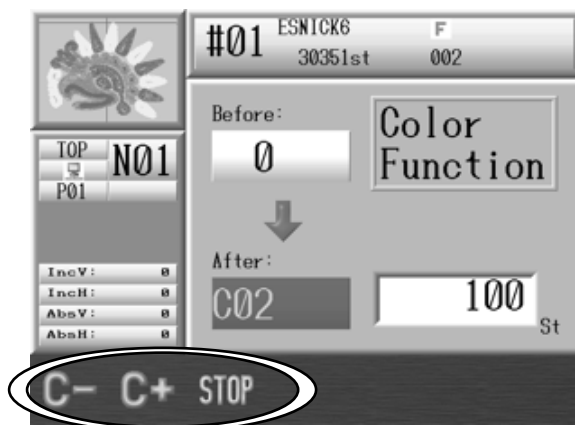 #01 ESNICK6 F
30351st 002
Before:
0
Color
Function
TOP
N01
P01
After:
C02
100
St
IncV: 0
IncH: 0
AbsV: 0
AbsH: 0
C- C+ STOP